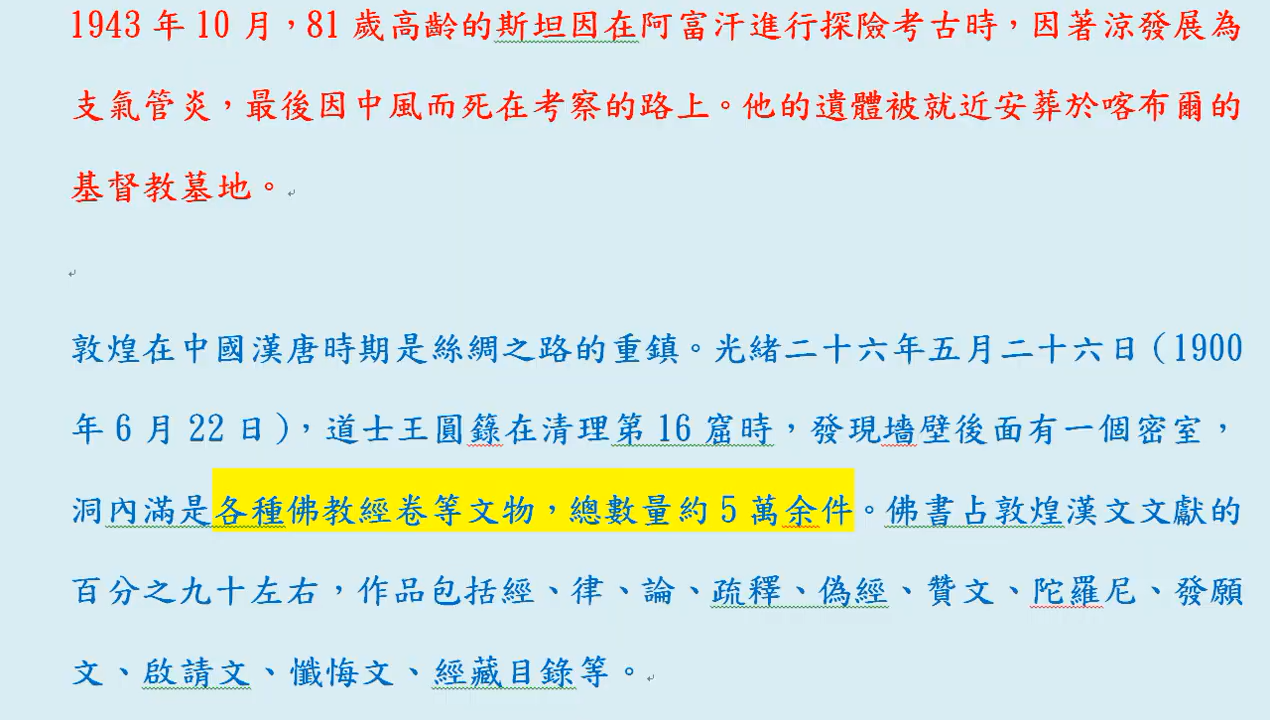 1943 年 10 月，81 歲高齡的斯坦因在阿富汗進行探險考古時，因著涼發展為
支氣管炎，最後因中風而死在考察的路上。他的遺體被就近安葬於喀布爾的
基督教墓地。
敦煌在中國漢唐時期是絲綢之路的重鎮。光緒二十六年五月二十六日（1900
年 6 月 22 日)，道士王圓籙在清理第 16 窟時，發現墻壁後面有一個密室，
洞內滿是各種佛教經卷等文物，總數量約 5 萬余件。佛書占敦煌漢文文獻的
百分之九十左右，作品包括經、律、論、疏釋、偽經、贊文、陀羅尼、發願
文、啟請文、懺悔文、經藏目錄等。